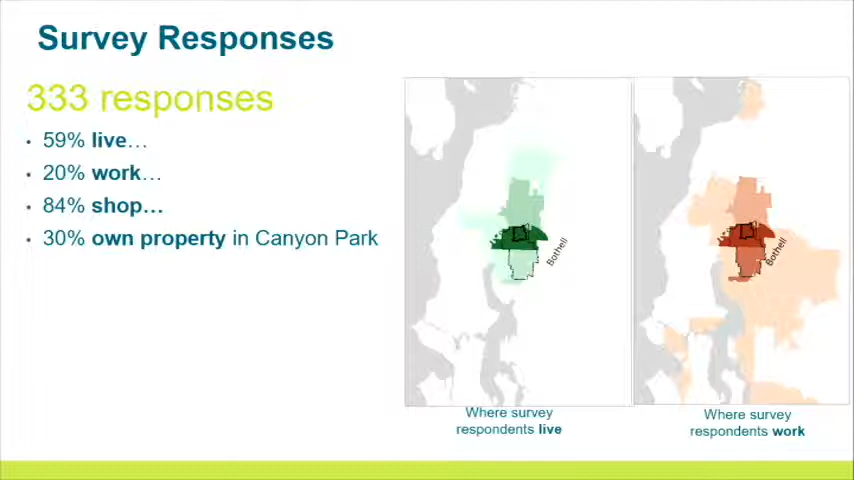 Survey Responses
333 responses
• 59% live…
• 20% work…
• 84% shop…
• 30% own property in Canyon Park
Bothell
Bothell
Where survey
respondents live
Where survey
respondents work